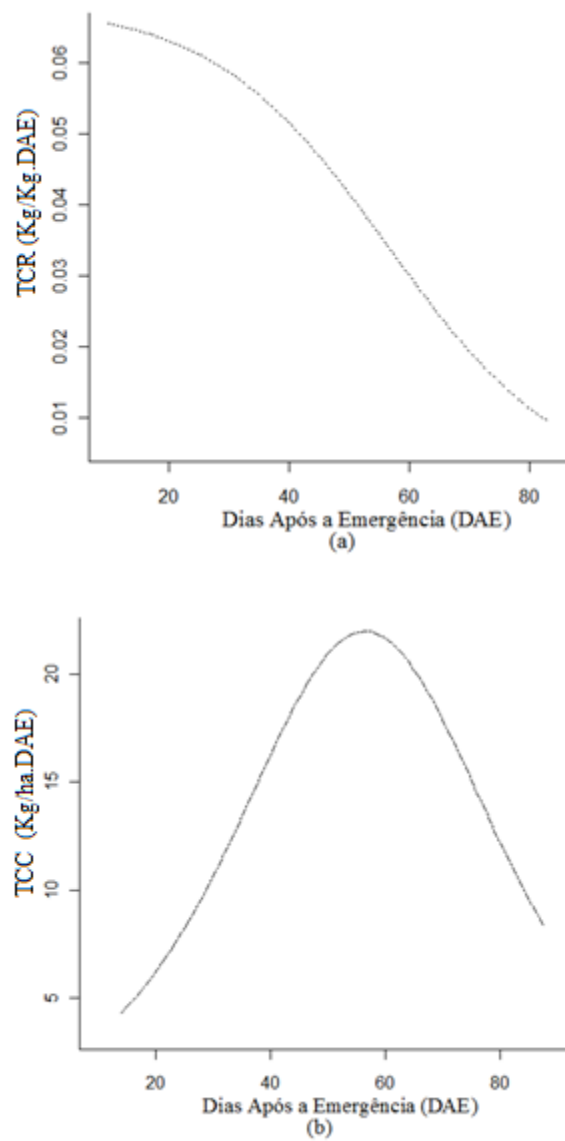 TCR (Kg/Kg.DAE)
0.06
0.05
0.04
0.03
0.02
0.01
20 40 60 80
Dias Após a Emergência (DAE)
(a)
TCC (Kg/ha.DAE)
20
15
10
5
20 40 60 80
Dias Após a Emergência (DAE)
(b)